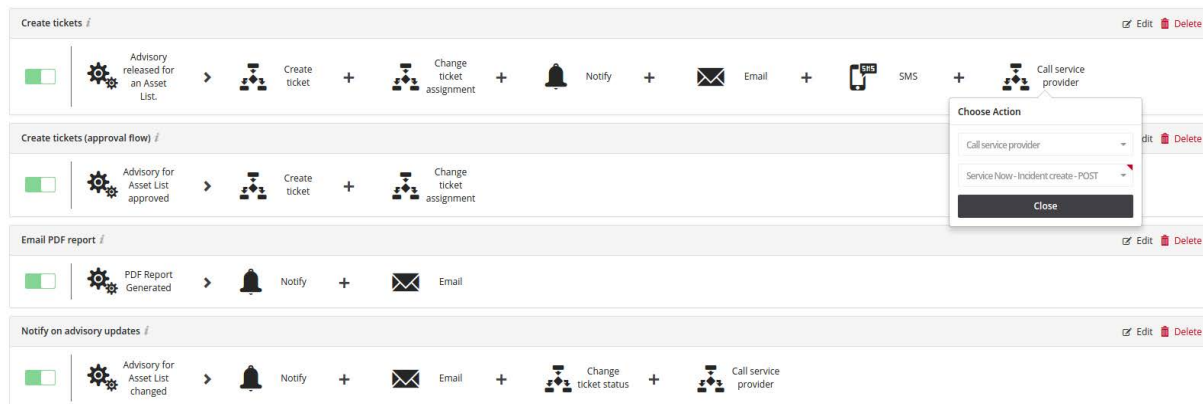 Create tickets i
Edit Delete
Advisory
released for
an Asset
List.
Create
ticket
Change
ticket
assignment
Notify
Email
SMS
SMS
Call service
provider
Choose Action
Call service provider
Service Now - Incident create - POST
Close
Create tickets (approval flow) i
dit Delete
Advisory for
Asset List
approved
Create
ticket
Change
ticket
assignment
Email PDF report i
Edit Delete
PDF Report
Generated
Notify
Email
Notify on advisory updates i
Edit Delete
Advisory for
Asset List
changed
Notify
Email
Change
ticket status
Call service
provider